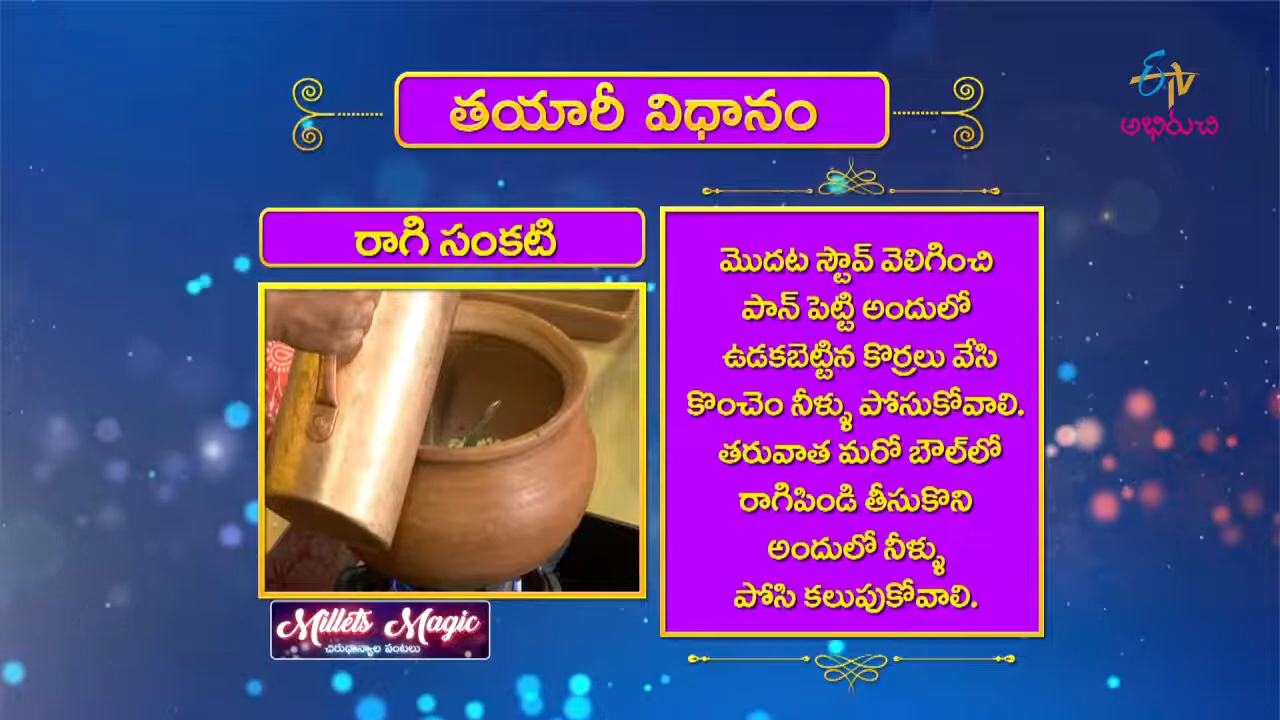 తయారీ విధానం
ETV
అభిరుచి
రాగి సంకటి
మొదట స్టౌవ్ వెలిగించి
పాన్ పెట్టి అందులో
ఉడకబెట్టిన కొర్రలు వేసి
కొంచెం నీళ్ళు పోసుకోవాలి.
తరువాత మరో బౌల్‌లో
రాగిపిండి తీసుకొని
అందులో నీళ్ళు
పోసి కలుపుకోవాలి.
Millets Magic
చిరుధాన్యాల వంటలు